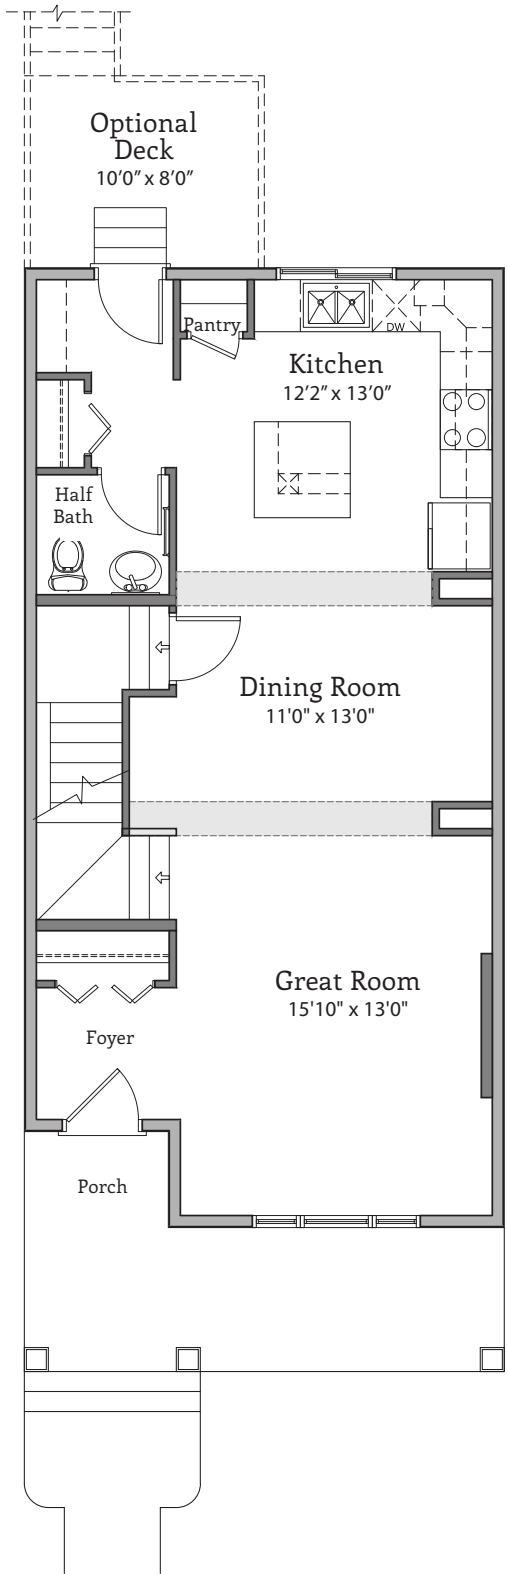 Optional
Deck
10'0" x 8'0"
Pantry
DW
Kitchen
12'2" x 13'0"
Half
Bath
Dining Room
11'0" x 13'0"
Great Room
15'10" x 13'0"
Foyer
Porch